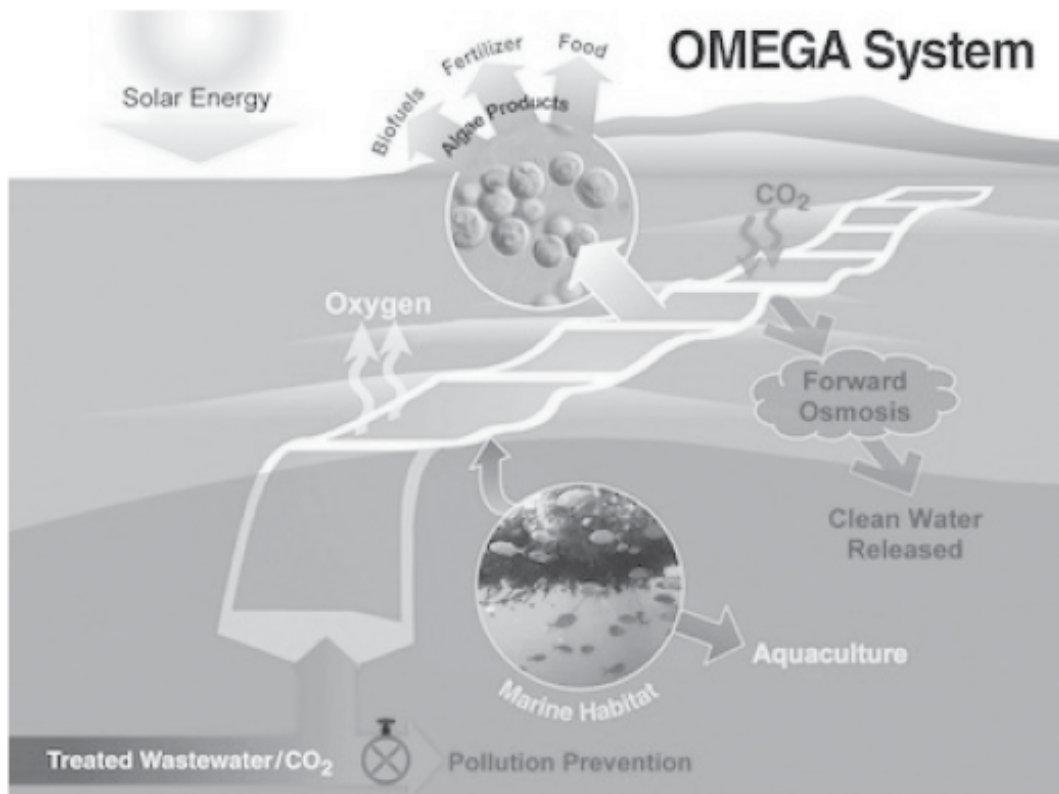 OMEGA System
Solar Energy
Biofuels
Fertilizer
Food
Algae Products
CO₂
Oxygen
Forward
Osmosis
Clean Water
Released
Marine Habitat
Aquaculture
Treated Wastewater/CO₂
Pollution Prevention